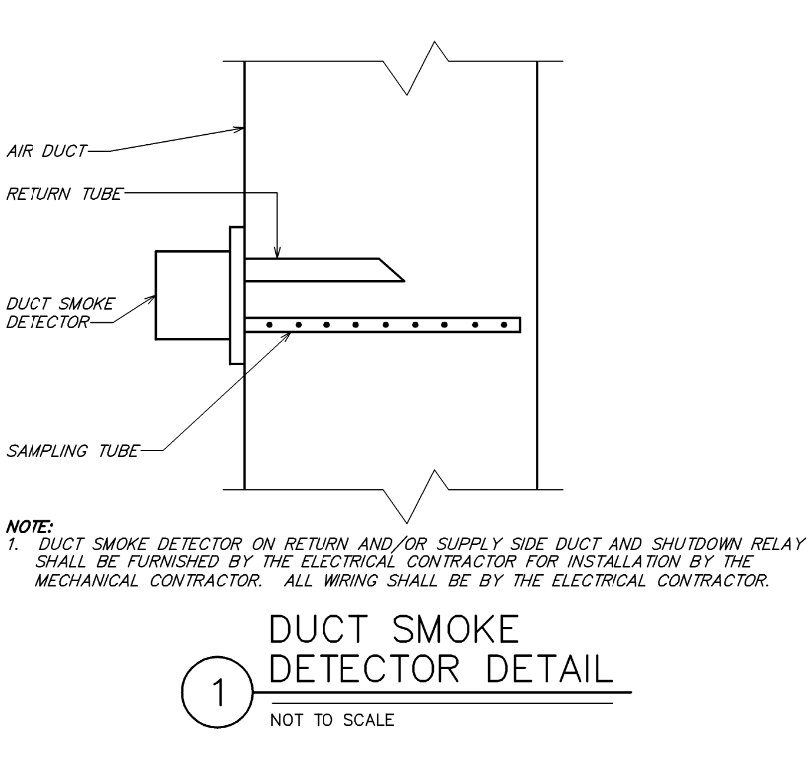 AIR DUCT
RETURN TUBE
DUCT SMOKE
DETECTOR
SAMPLING TUBE
NOTE:
1. DUCT SMOKE DETECTOR ON RETURN AND/OR SUPPLY SIDE DUCT AND SHUTDOWN RELAY
SHALL BE FURNISHED BY THE ELECTRICAL CONTRACTOR FOR INSTALLATION BY THE
MECHANICAL CONTRACTOR. ALL WIRING SHALL BE BY THE ELECTRICAL CONTRACTOR.
DUCT SMOKE
DETECTOR DETAIL
1
NOT TO SCALE